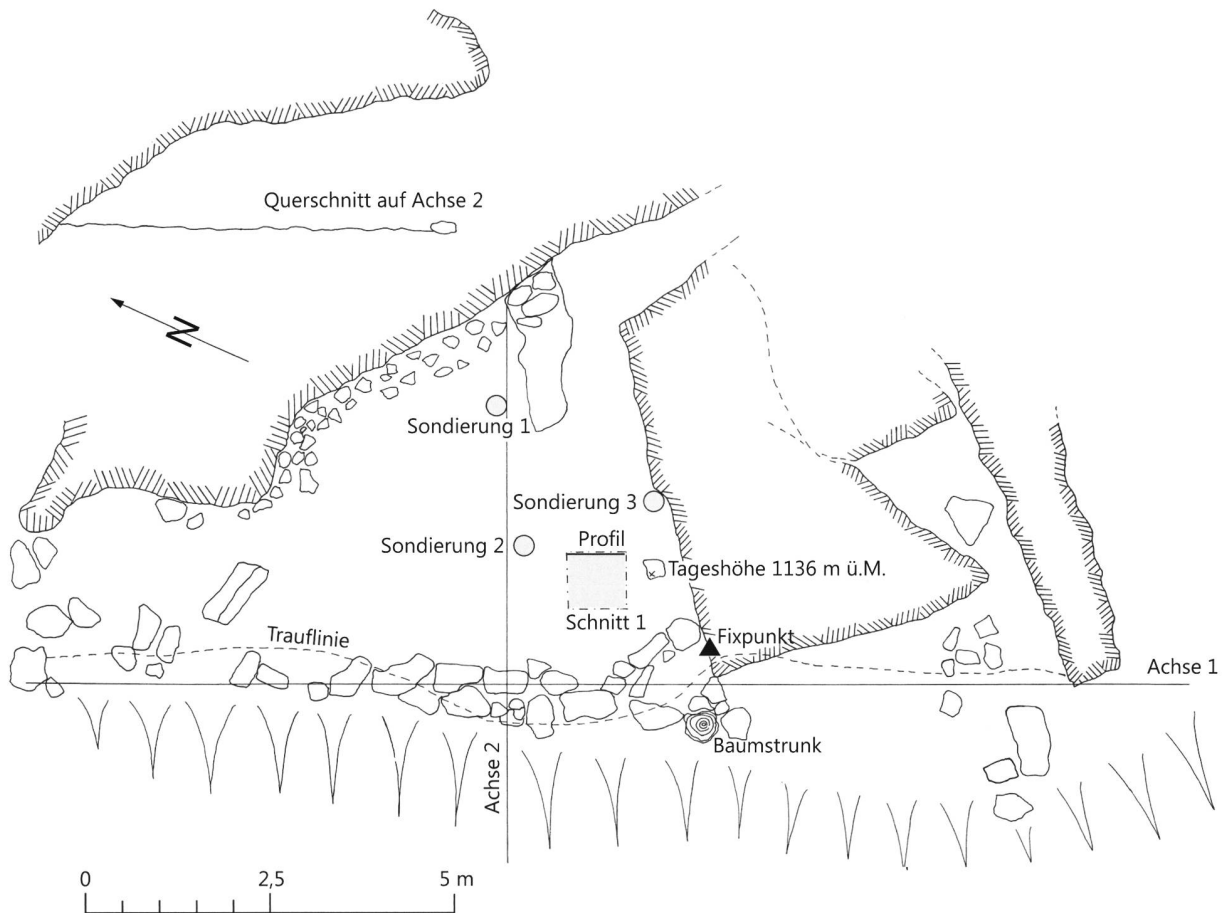 Querschnitt auf Achse 2
N
Sondierung 1
Sondierung 3
Profil
Sondierung 2
Tageshöhe 1136 m ü.M.
Schnitt 1
Trauflinie
Fixpunkt
Achse 1
Baumstrunk
Achse 2
0 2,5 5 m